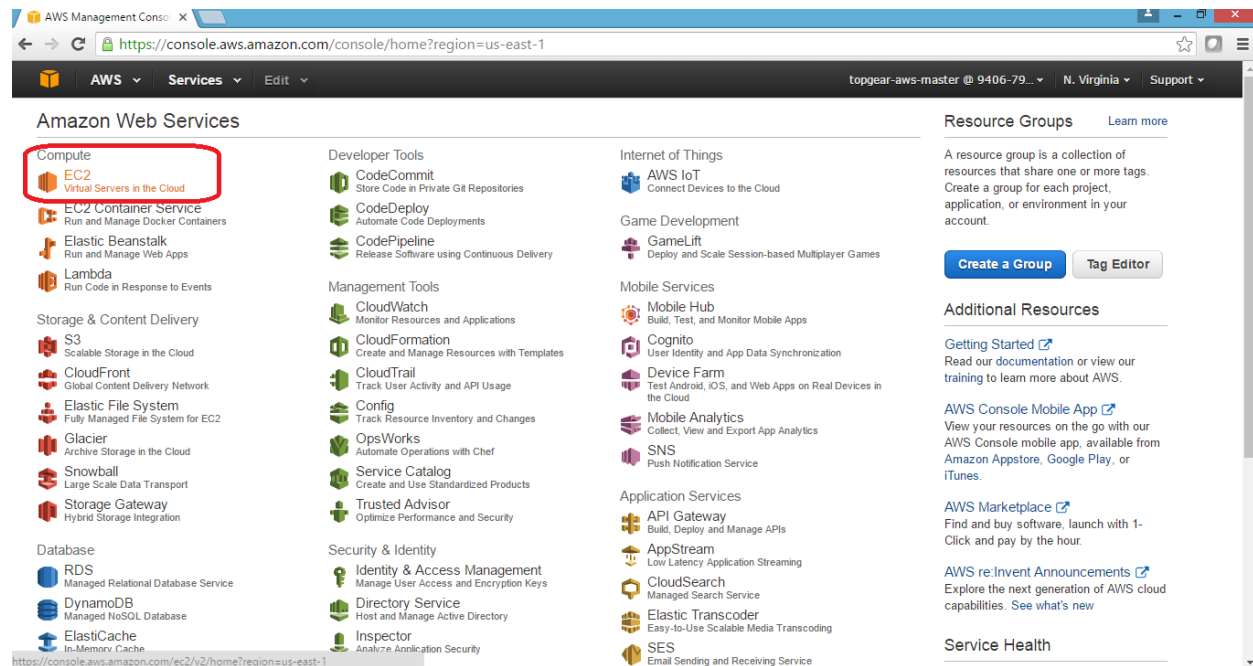 AWS Management Conso
https://console.aws.amazon.com/console/home?region=us-east-1
AWS Services Edit topgear-aws-master @ 9406-79... N. Virginia Support
Amazon Web Services
Compute
EC2
Virtual Servers in the Cloud
EC2 Container Service
Run and Manage Docker Containers
Elastic Beanstalk
Run and Manage Web Apps
Lambda
Run Code in Response to Events
Storage & Content Delivery
S3
Scalable Storage in the Cloud
CloudFront
Global Content Delivery Network
Elastic File System
Fully Managed File System for EC2
Glacier
Archive Storage in the Cloud
Snowball
Large Scale Data Transport
Storage Gateway
Hybrid Storage Integration
Database
RDS
Managed Relational Database Service
DynamoDB
Managed NoSQL Database
ElastiCache
In-Memory Cache
Developer Tools
CodeCommit
Store Code in Private Git Repositories
CodeDeploy
Automate Code Deployments
CodePipeline
Release Software using Continuous Delivery
Management Tools
CloudWatch
Monitor Resources and Applications
CloudFormation
Create and Manage Resources with Templates
CloudTrail
Track User Activity and API Usage
Config
Track Resource Inventory and Changes
OpsWorks
Automate Operations with Chef
Service Catalog
Create and Use Standardized Products
Trusted Advisor
Optimize Performance and Security
Security & Identity
Identity & Access Management
Manage User Access and Encryption Keys
Directory Service
Host and Manage Active Directory
Inspector
Analyze Application Security
Internet of Things
AWS IoT
Connect Devices to the Cloud
Game Development
GameLift
Deploy and Scale Session-based Multiplayer Games
Mobile Services
Mobile Hub
Build, Test, and Monitor Mobile Apps
Cognito
User Identity and App Data Synchronization
Device Farm
Test Android, iOS, and Web Apps on Real Devices in
the Cloud
Mobile Analytics
Collect, View and Export App Analytics
SNS
Push Notification Service
Application Services
API Gateway
Build, Deploy and Manage APIs
AppStream
Low Latency Application Streaming
CloudSearch
Managed Search Service
Elastic Transcoder
Easy-to-Use Scalable Media Transcoding
SES
Email Sending and Receiving Service
Resource Groups Learn more
A resource group is a collection of
resources that share one or more tags.
Create a group for each project,
application, or environment in your
account.
Create a Group Tag Editor
Additional Resources
Getting Started
Read our documentation or view our
training to learn more about AWS.
AWS Console Mobile App
View your resources on the go with our
AWS Console mobile app, available from
Amazon Appstore, Google Play, or
iTunes.
AWS Marketplace
Find and buy software, launch with 1-
Click and pay by the hour.
AWS re:Invent Announcements
Explore the next generation of AWS cloud
capabilities. See what's new
Service Health
https://console.aws.amazon.com/ec2/v2/home?region=us-east-1